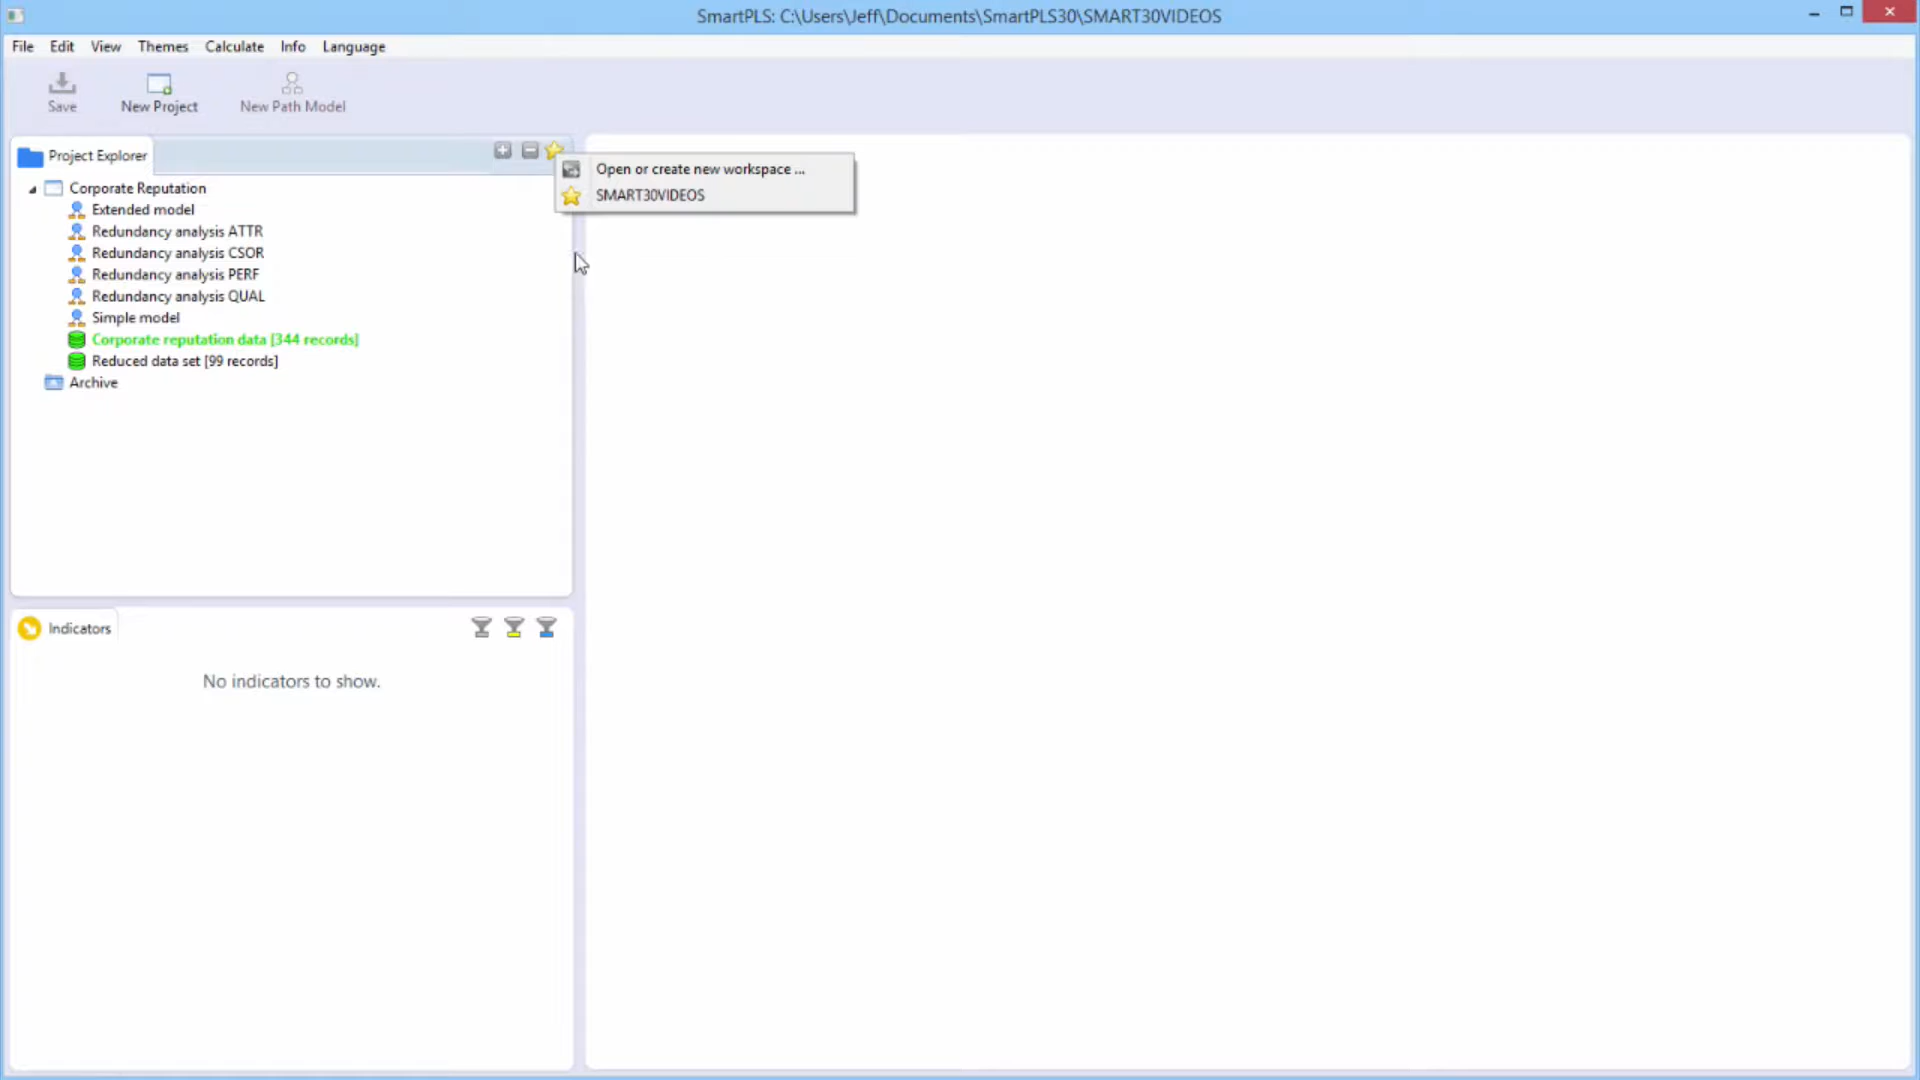 SmartPLS: C:\Users\Jeff\Documents\SmartPLS30\SMART30VIDEOS
File Edit View Themes Calculate Info Language
Save New Project New Path Model
Project Explorer
Open or create new workspace ...
SMART30VIDEOS
Corporate Reputation
Extended model
Redundancy analysis ATTR
Redundancy analysis CSOR
Redundancy analysis PERF
Redundancy analysis QUAL
Simple model
Corporate reputation data [344 records]
Reduced data set [99 records]
Archive
Indicators
No indicators to show.